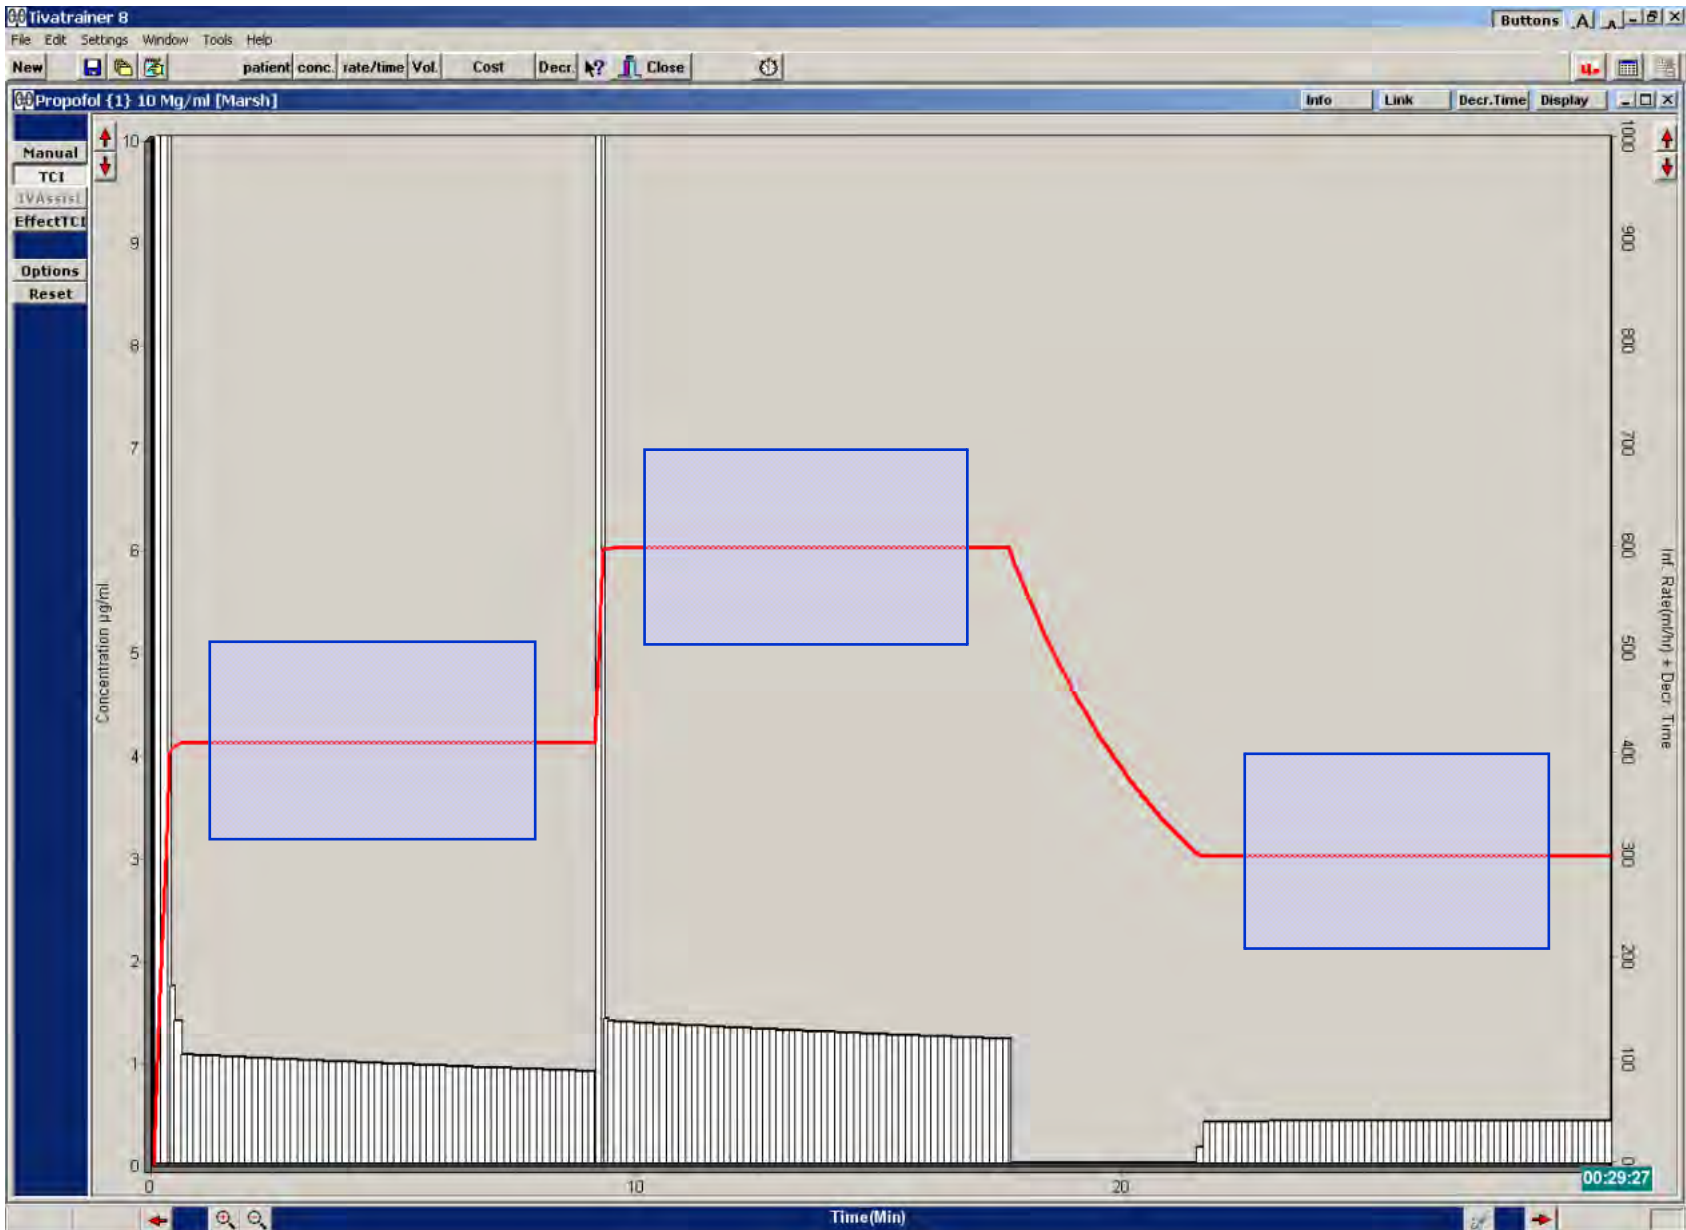 Tivatrainer 8
Buttons A A
File Edit Settings Window Tools Help
New patient conc. rate/time Vol. Cost Decr. Close
Propofol {1} 10 Mg/ml [Marsh]
Info Link Decr.Time Display
Manual
TCI
IVAssist
EffectTCI
Options
Reset
10
9
8
7
6
5
4
3
2
1
0
Concentration µg/ml
1000
900
800
700
600
500
400
300
200
100
0
Inf. Rate(ml/hr) + Decr. Time
0 10 20
00:29:27
Time(Min)